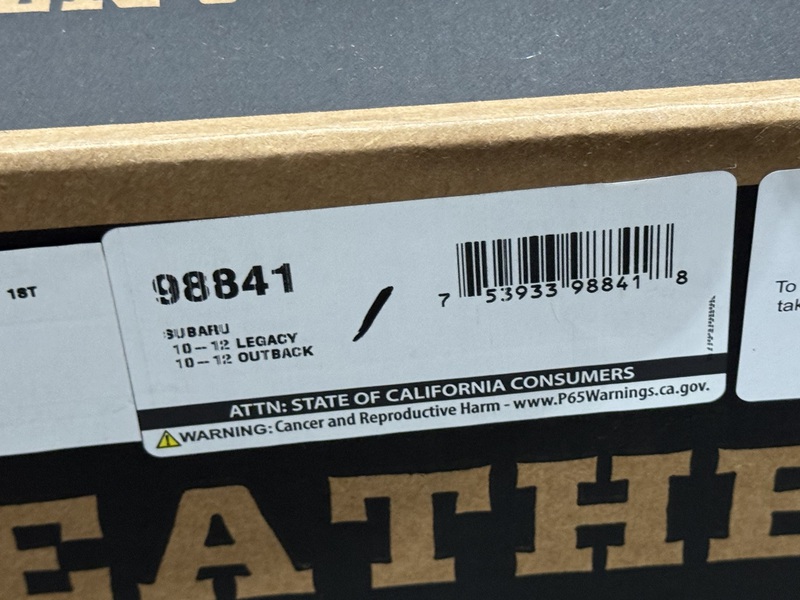 1ST
98841
SUBARU
10-12 LEGACY
10-12 OUTBACK
7 53933 98841 8
ATTN: STATE OF CALIFORNIA CONSUMERS
WARNING: Cancer and Reproductive Harm - www.P65Warnings.ca.gov.
To
tak
EATHE